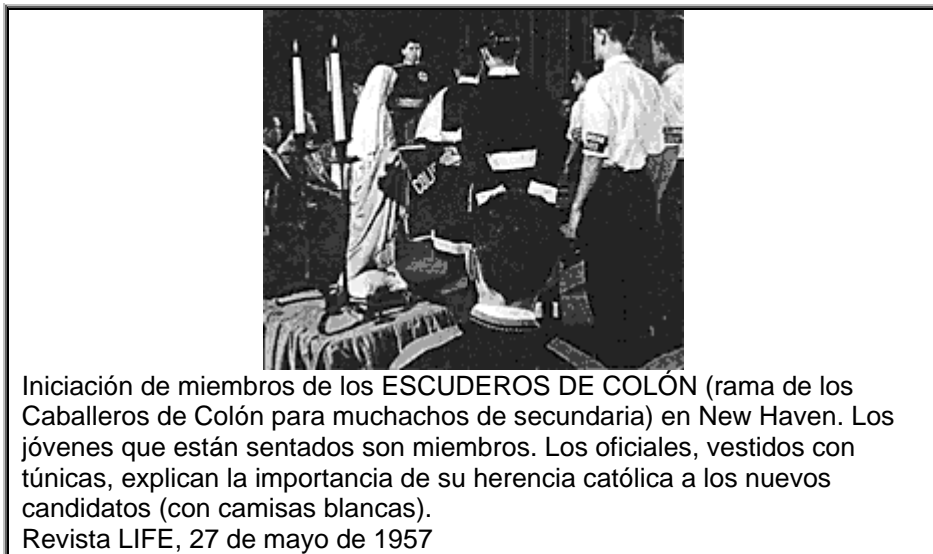 Iniciación de miembros de los ESCUDEROS DE COLÓN (rama de los
Caballeros de Colón para muchachos de secundaria) en New Haven. Los
jóvenes que están sentados son miembros. Los oficiales, vestidos con
túnicas, explican la importancia de su herencia católica a los nuevos
candidatos (con camisas blancas).
Revista LIFE, 27 de mayo de 1957